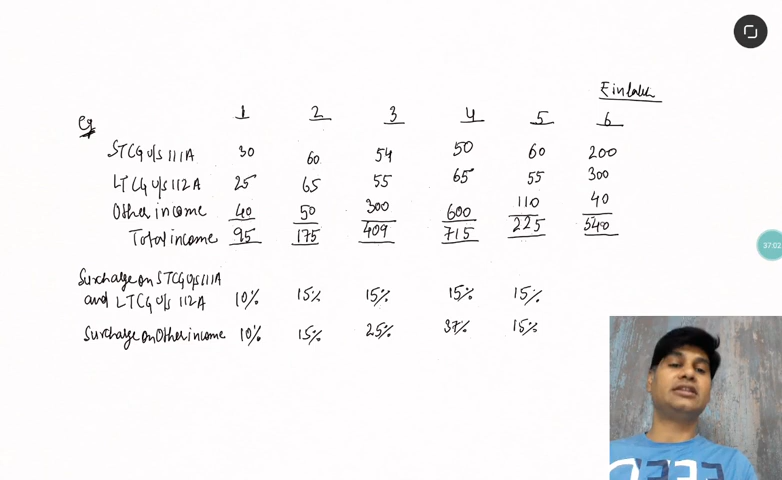 ₹ in lakh
Eg 1 2 3 4 5 6
STCG u/s 111A 30 60 54 50 60 200
LTCG u/s 112A 25 65 55 65 55 300
Other income 40 50 300 600 110 40
Total income 95 175 409 715 225 540
Surcharge on STCG u/s 111A
and LTCG u/s 112A 10% 15% 15% 15% 15%
Surcharge on Other income 10% 15% 25% 37% 15%
37:02